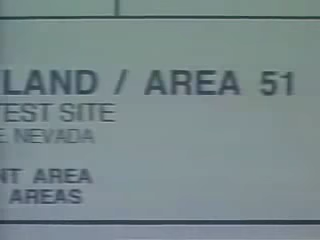 LAND / AREA 51
TEST SITE
E NEVADA
NT AREA
AREAS